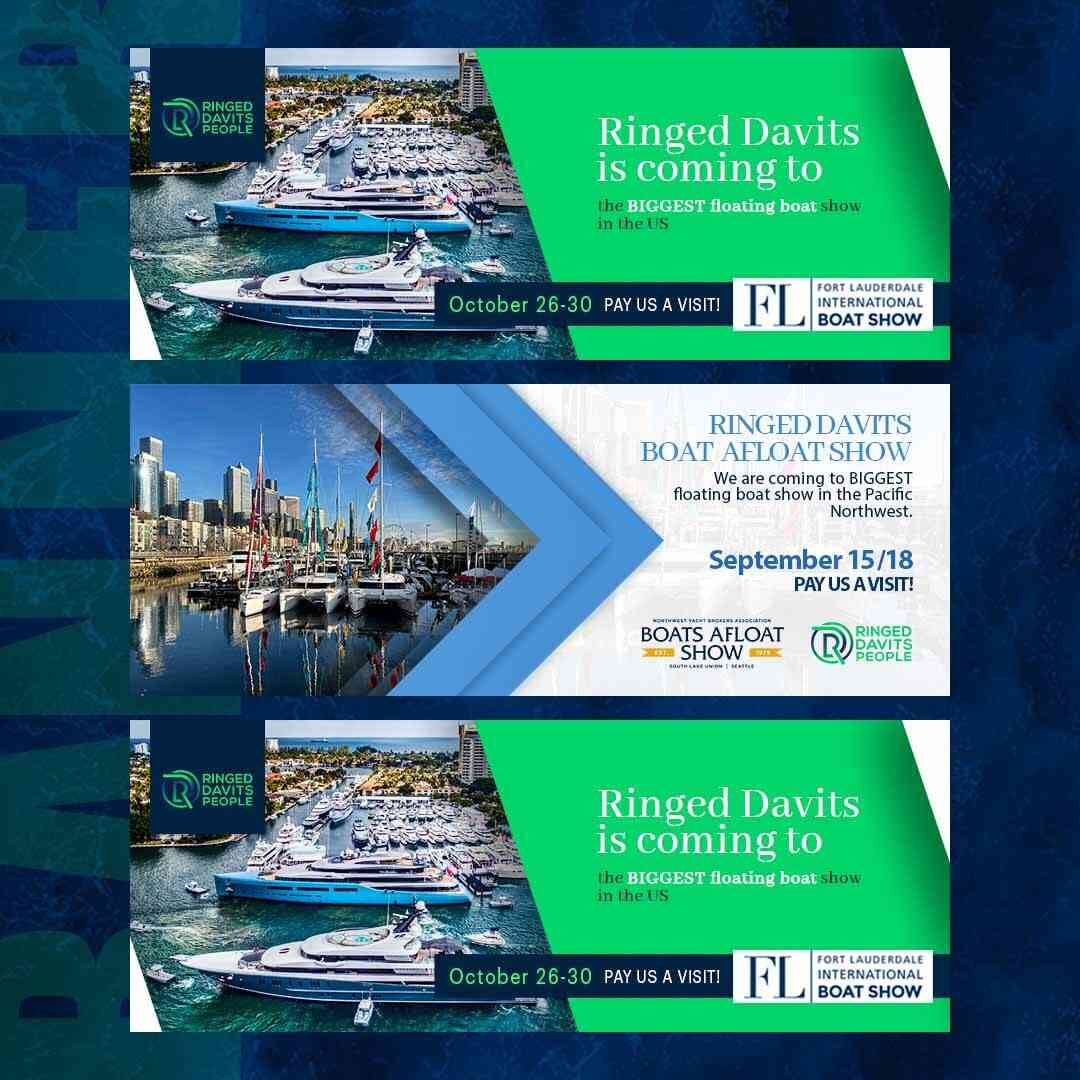 BANNER
RINGED
DAVITS
PEOPLE
Ringed Davits
is coming to
the BIGGEST floating boat show
in the US
October 26-30 PAY US A VISIT!
FL
FORT LAUDERDALE
INTERNATIONAL
BOAT SHOW
RINGED DAVITS
BOAT AFLOAT SHOW
We are coming to BIGGEST
floating boat show in the Pacific
Northwest.
September 15/18
PAY US A VISIT!
NORTHWEST YACHT BROKERS ASSOCIATION
BOATS AFLOAT
EST. SHOW 1978
SOUTH LAKE UNION | SEATTLE
RINGED
DAVITS
PEOPLE
RINGED
DAVITS
PEOPLE
Ringed Davits
is coming to
the BIGGEST floating boat show
in the US
October 26-30 PAY US A VISIT!
FL
FORT LAUDERDALE
INTERNATIONAL
BOAT SHOW